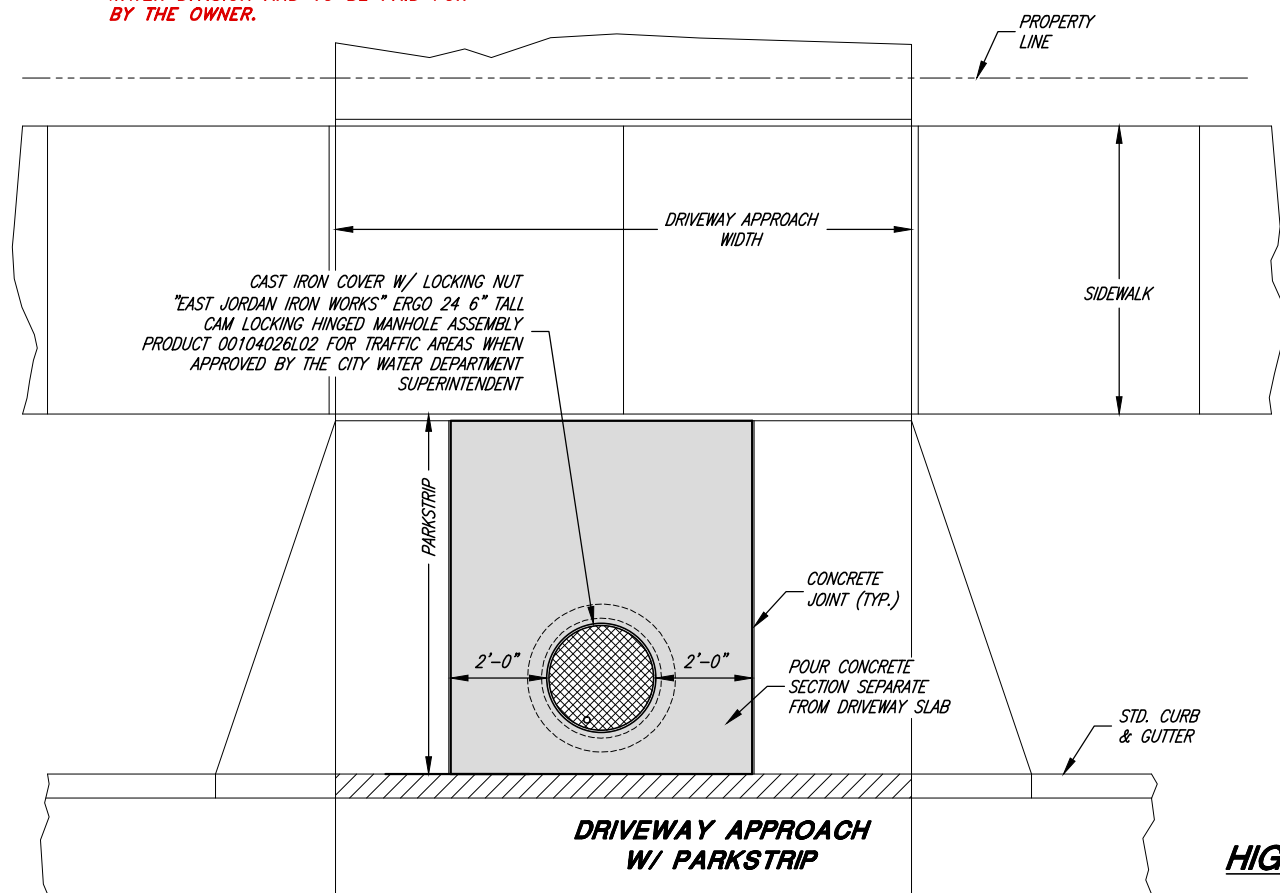 BY THE OWNER.
PROPERTY
LINE
DRIVEWAY APPROACH
WIDTH
CAST IRON COVER W/ LOCKING NUT
"EAST JORDAN IRON WORKS" ERGO 24 6" TALL
CAM LOCKING HINGED MANHOLE ASSEMBLY
PRODUCT 00104026L02 FOR TRAFFIC AREAS WHEN
APPROVED BY THE CITY WATER DEPARTMENT
SUPERINTENDENT
SIDEWALK
PARKSTRIP
CONCRETE
JOINT (TYP.)
2'-0"
2'-0"
POUR CONCRETE
SECTION SEPARATE
FROM DRIVEWAY SLAB
STD. CURB
& GUTTER
DRIVEWAY APPROACH
W/ PARKSTRIP
HIG